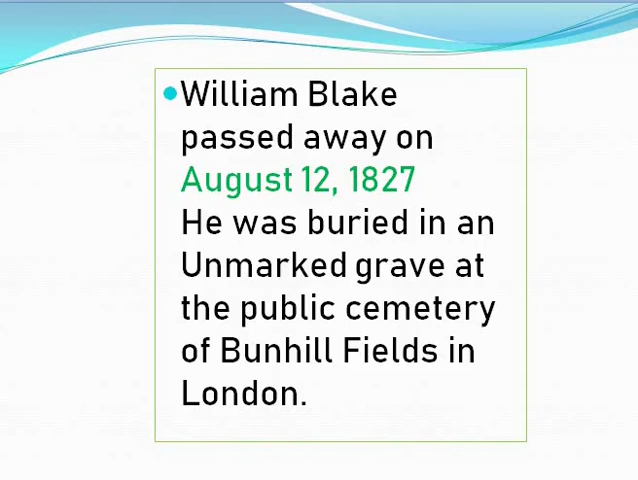 William Blake
passed away on
August 12, 1827
He was buried in an
Unmarked grave at
the public cemetery
of Bunhill Fields in
London.